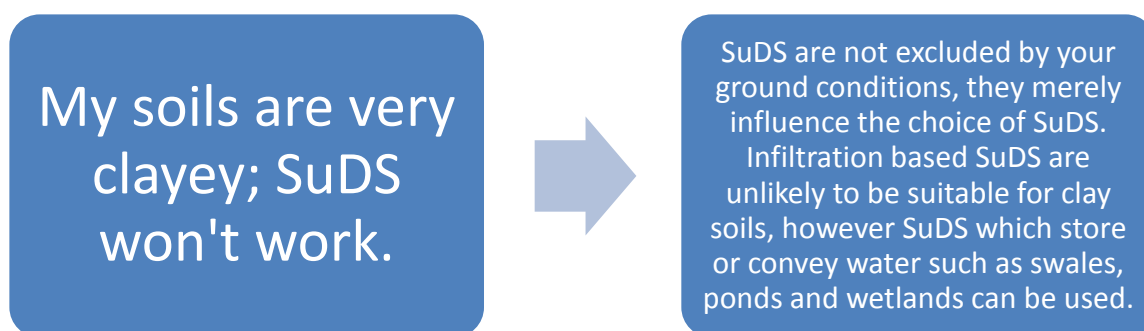 My soils are very
clayey; SuDS
won't work.
SuDS are not excluded by your
ground conditions, they merely
influence the choice of SuDS.
Infiltration based SuDS are
unlikely to be suitable for clay
soils, however SuDS which store
or convey water such as swales,
ponds and wetlands can be used.